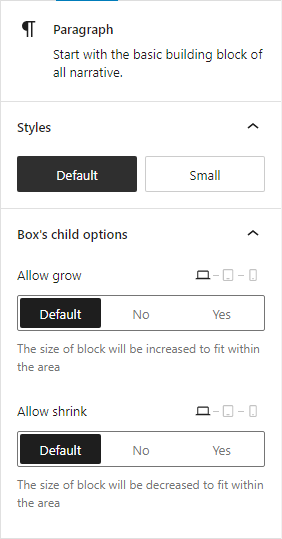 Paragraph
Start with the basic building block of
all narrative.
Styles
Default Small
Box's child options
Allow grow
Default No Yes
The size of block will be increased to fit within
the area
Allow shrink
Default No Yes
The size of block will be decreased to fit within
the area